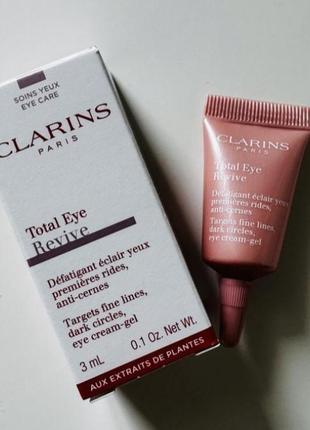 SOINS YEUX
EYE CARE
CLARINS
PARIS
Total Eye
Revive
Défatigant éclair yeux
premières rides,
anti-cernes
Targets fine lines,
dark circles,
eye cream-gel
3 mL 0.1 Oz. Net Wt.
AUX EXTRAITS DE PLANTES
CLARINS
PARIS
Total Eye
Revive
Défatigant éclair yeux
premières rides,
anti-cernes
Targets fine lines,
dark circles,
eye cream-gel